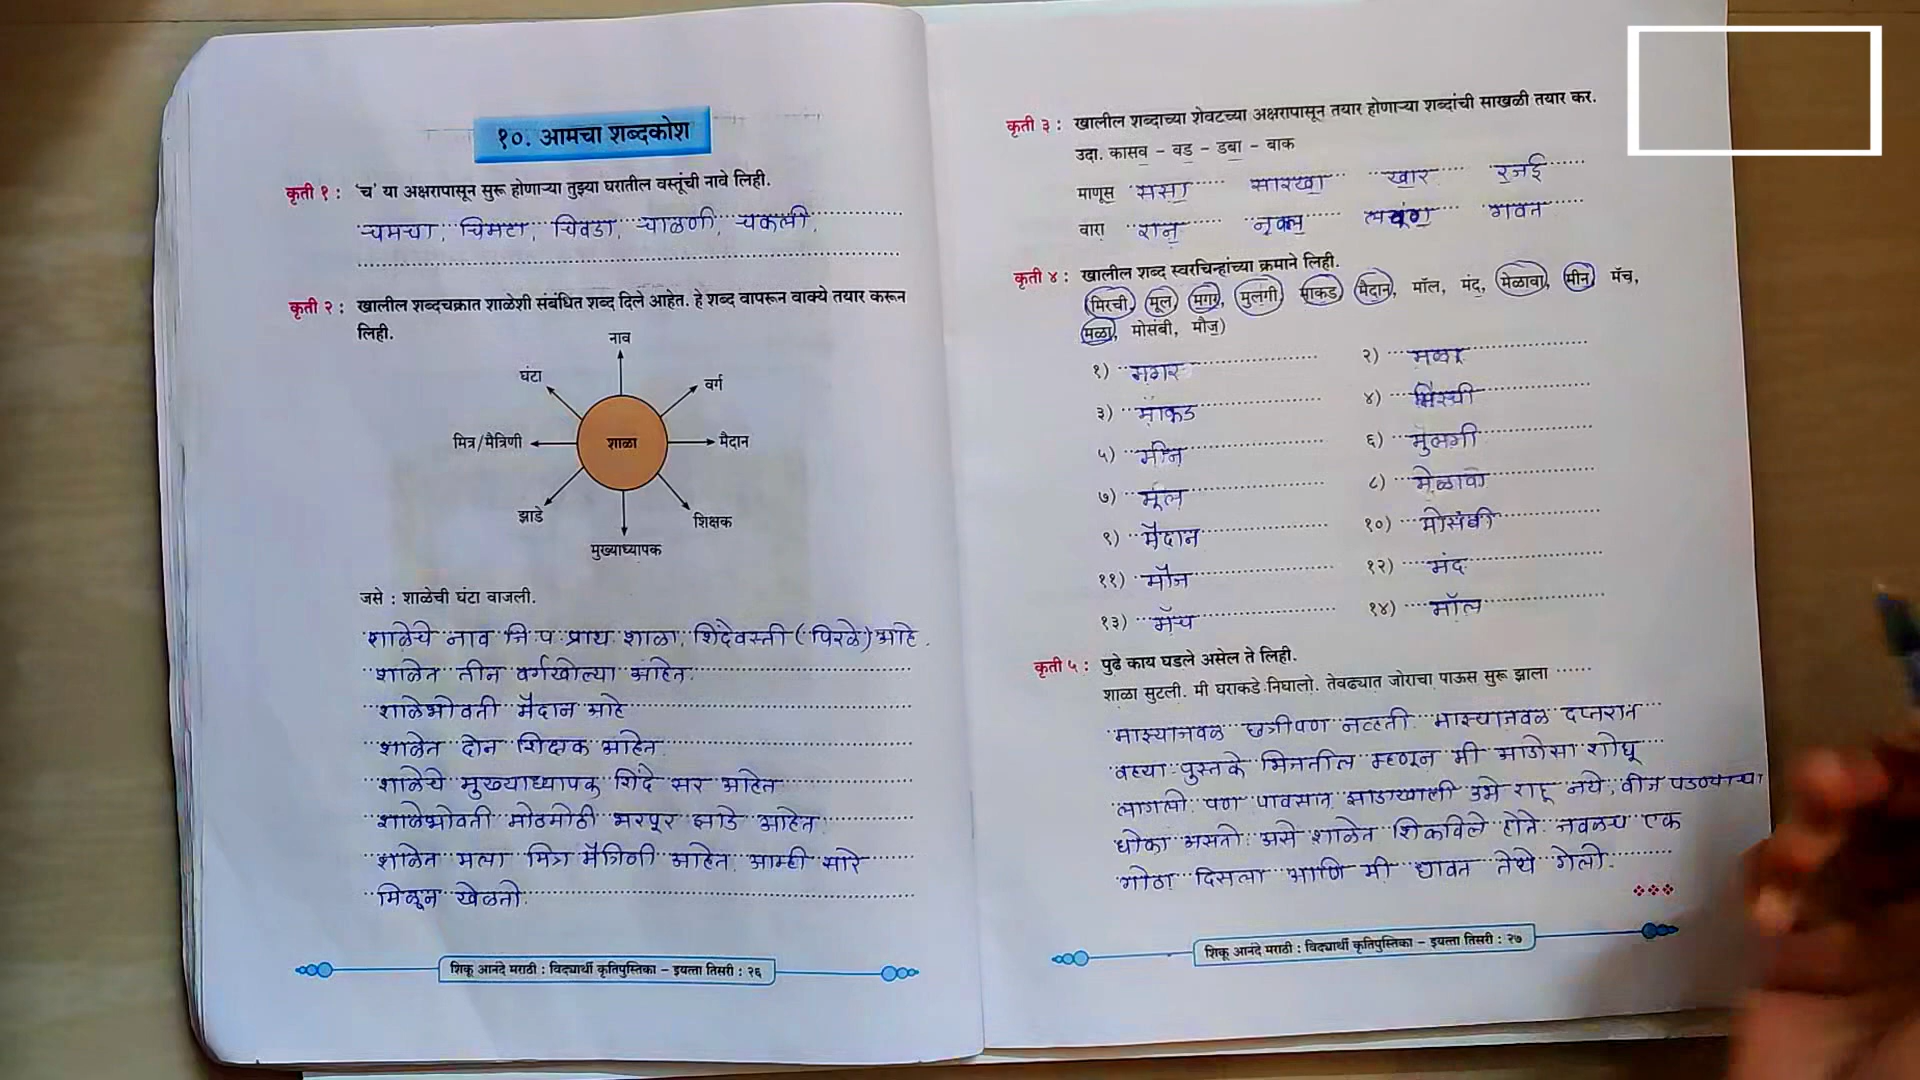 १०. आमचा शब्दकोश
कृती १ : 'च' या अक्षरापासून सुरू होणाऱ्या तुझ्या घरातील वस्तूंची नावे लिही.
चमचा, चिमटा, चिवडा, चाळणी, चकली,
कृती २ : खालील शब्दचक्रात शाळेशी संबंधित शब्द दिले आहेत. हे शब्द वापरून वाक्ये तयार करून
लिही.
नाव
घंटा
वर्ग
मित्र/मैत्रिणी
शाळा
मैदान
झाडे
शिक्षक
मुख्याध्यापक
जसे : शाळेची घंटा वाजली.
शाळेचे नाव जि.प.प्राथ.शाळा, शिंदेवस्ती (पिरळे) आहे.
शाळेत तीन वर्गखोल्या आहेत.
शाळेभोवती मैदान आहे
शाळेत दोन शिक्षक आहेत
शाळेचे मुख्याध्यापक शिंदे सर आहेत
शाळेभोवती मोठमोठी भरपूर झाडे आहेत
शाळेत मला मित्र मैत्रिणी आहेत. आम्ही सारे
मिळून खेळतो.
शिकू आनंदे मराठी : विद्यार्थी कृतिपुस्तिका – इयत्ता तिसरी : २६
कृती ३ : खालील शब्दाच्या शेवटच्या अक्षरापासून तयार होणाऱ्या शब्दांची साखळी तयार कर.
उदा. कासव – वड – डबा – बाक
माणूस ससा सारखा खार रजई
वारा रान गवत
कृती ४ : खालील शब्द स्वरचिन्हांच्या क्रमाने लिही.
(मिरची, मूल, मगर, मुलगी, माकड, मैदान, मॉल, मंद, मेळावा, मीन, मॅच,
मळा, मोसंबी, मौज)
१) मगर
२) मळा
३) माकड
४) मिरची
५) मीन
६) मुलगी
७) मूल
८) मेळावा
९) मैदान
१०) मोसंबी
११) मौज
१२) मंद
१३) मॅच
१४) मॉल
कृती ५ : पुढे काय घडले असेल ते लिही.
शाळा सुटली. मी घराकडे निघालो. तेवढ्यात जोराचा पाऊस सुरू झाला
माझ्याजवळ छत्रीपण नव्हती. माझ्याजवळ दप्तरात
वह्या पुस्तके भिजतील म्हणून मी आडोसा शोधू
लागलो पण पावसात झाडाखाली उभे राहू नये, वीज पडण्याचा
धोका असतो. असे शाळेत शिकविले होते. जवळच एक
गोठा दिसला आणि मी धावत तेथे गेलो.
शिकू आनंदे मराठी : विद्यार्थी कृतिपुस्तिका – इयत्ता तिसरी : २७